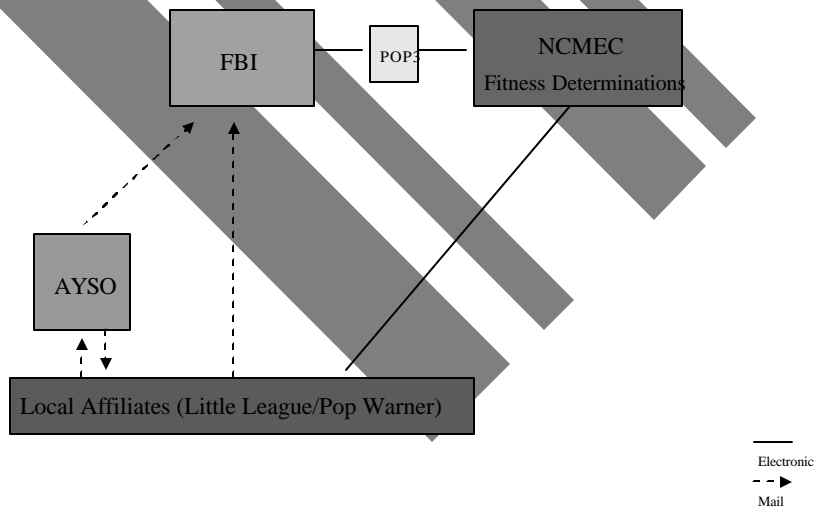 FBI
POP3
NCMEC
Fitness Determinations
AYSO
Local Affiliates (Little League/Pop Warner)
Electronic
Mail